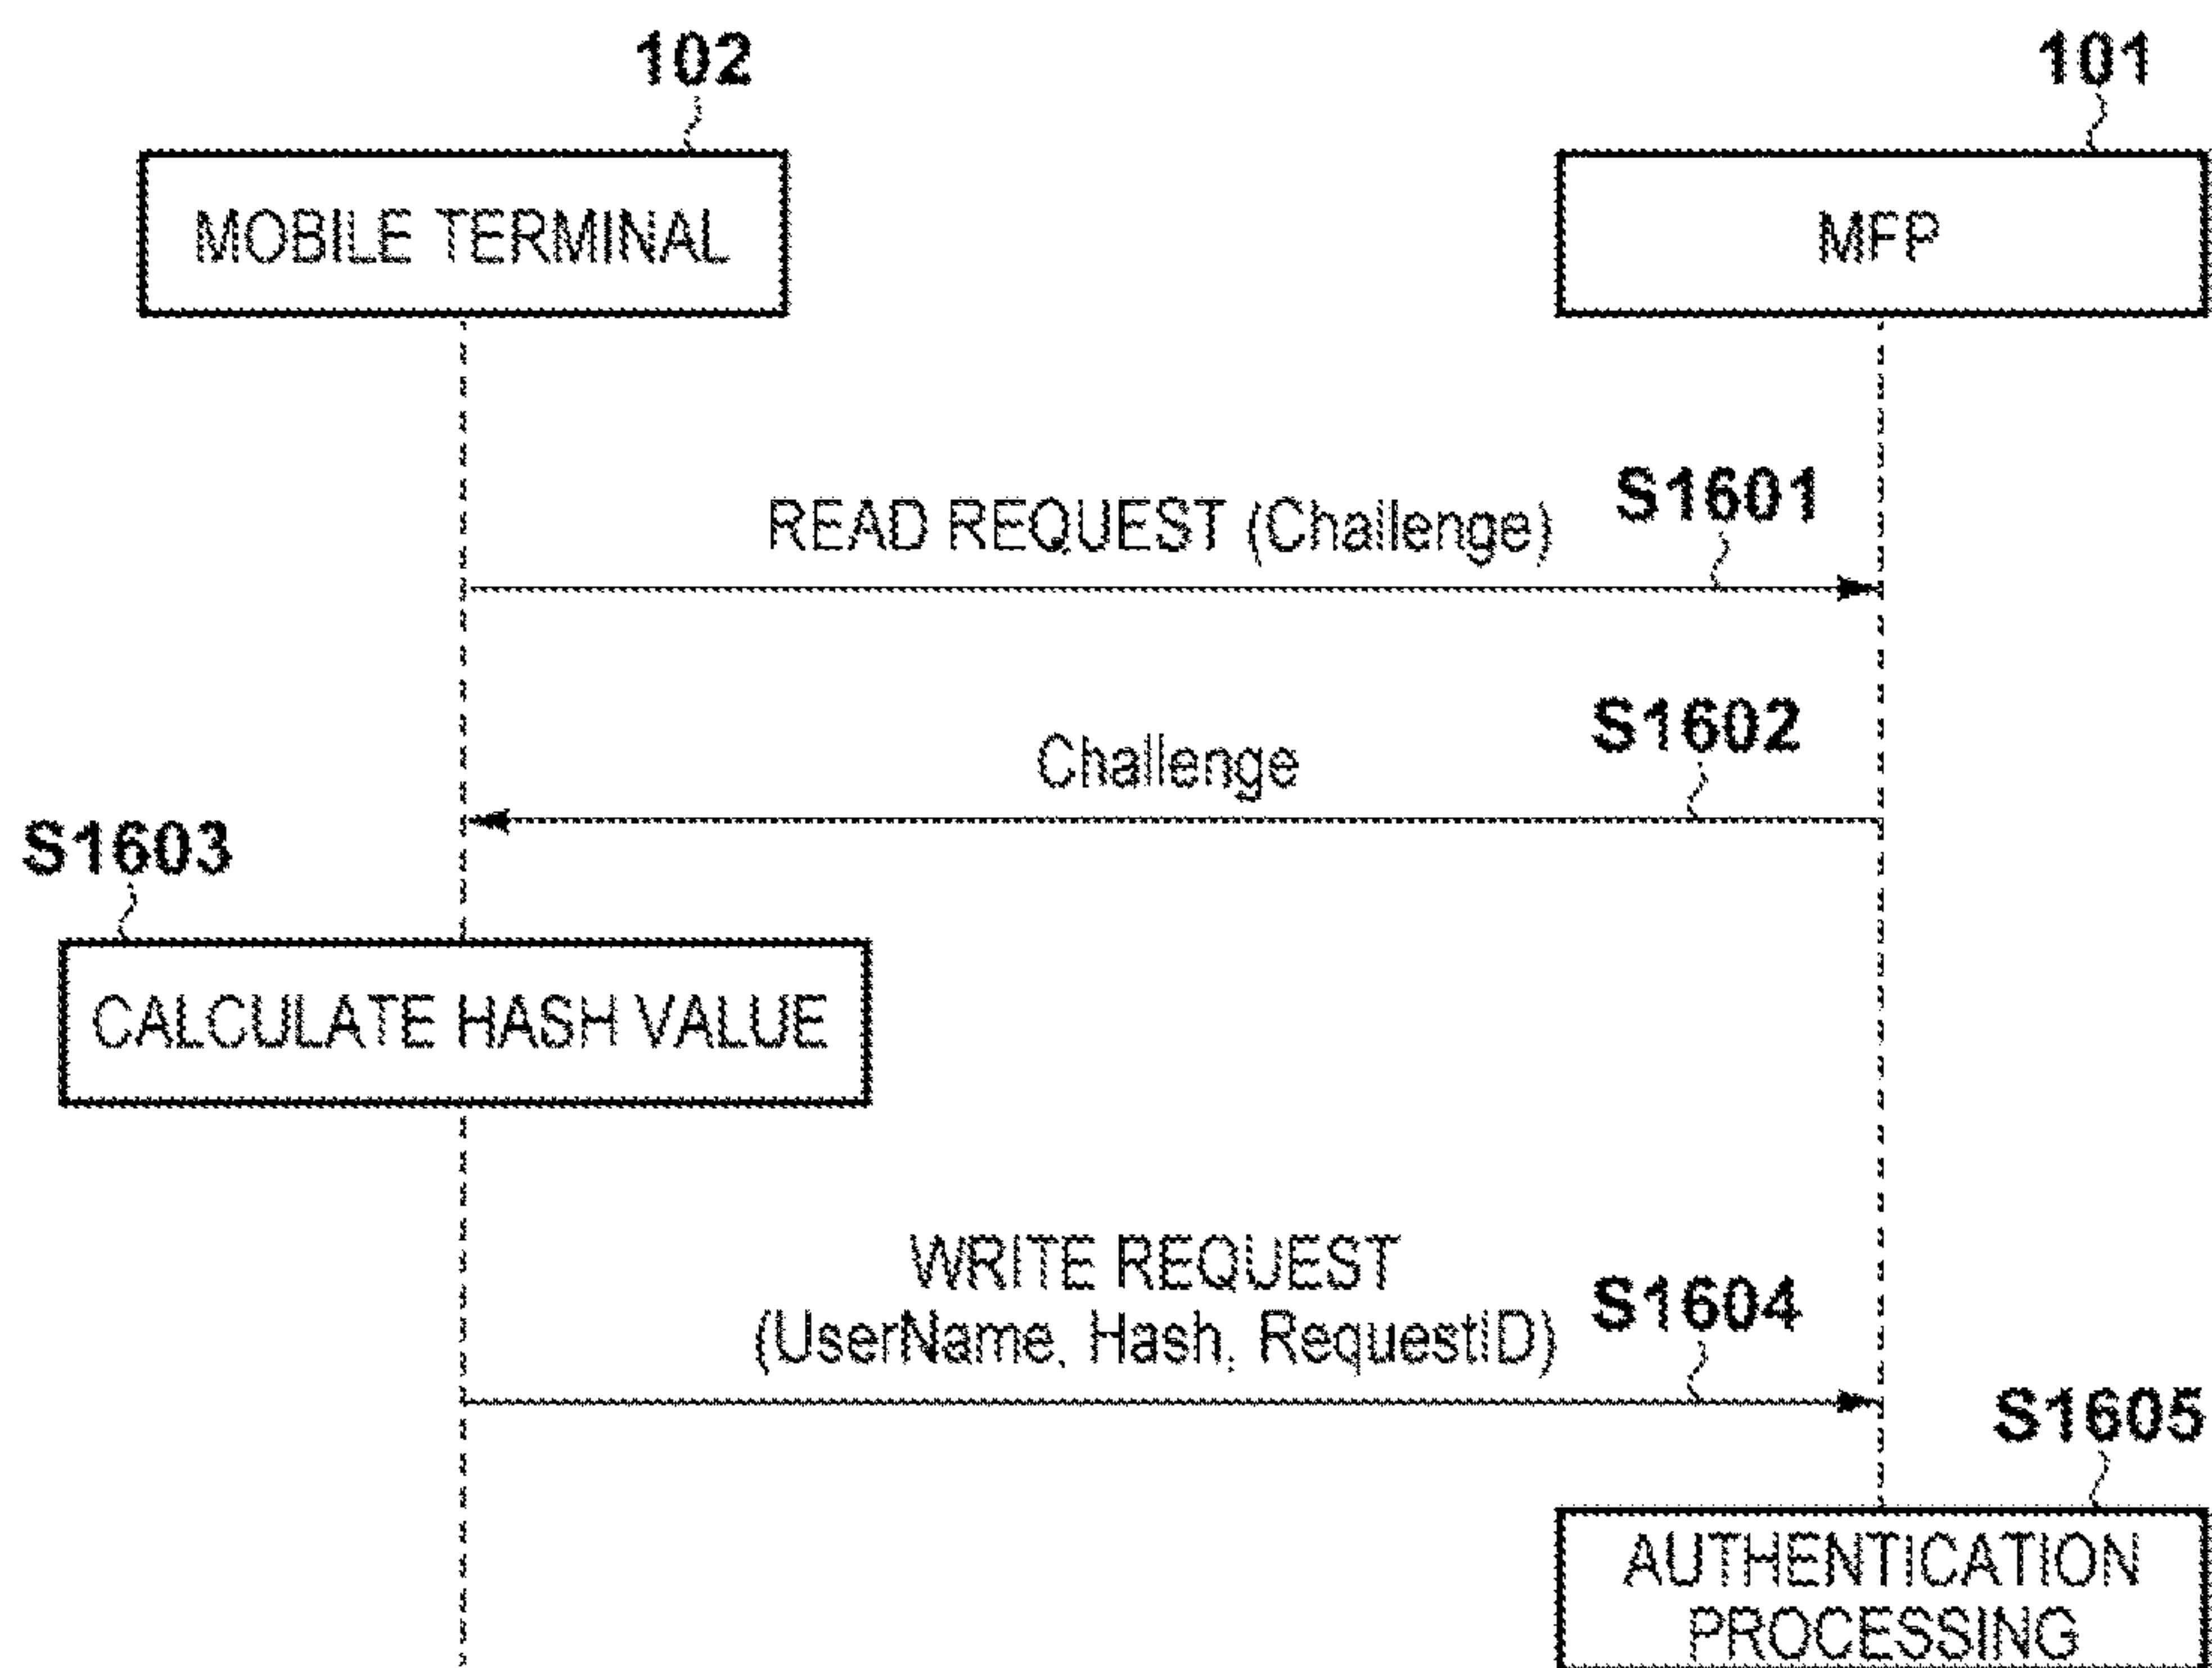 102
101
MOBILE TERMINAL
MFP
S1601
READ REQUEST (Challenge)
S1602
Challenge
S1603
CALCULATE HASH VALUE
WRITE REQUEST
(UserName, Hash, RequestID)
S1604
S1605
AUTHENTICATION
PROCESSING